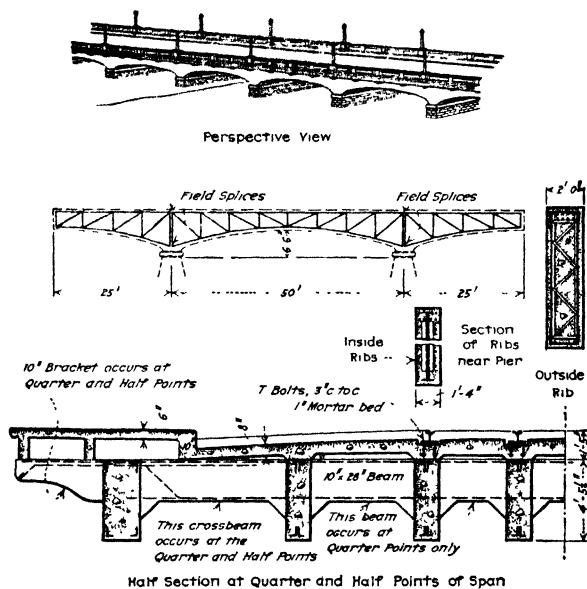 Perspective View
Field Splices
Field Splices
2' 0"
6'6"
25'
50'
25'
Inside
Ribs
Section
of Ribs
near Pier
1'-4"
Outside
Rib
10" Bracket occurs at
Quarter and Half Points
T Bolts, 3"c to c
1" Mortar bed
6"
8"
10"x 28" Beam
This crossbeam
occurs at the
Quarter and Half Points
This beam
occurs at
Quarter Points only
Half Section at Quarter and Half Points of Span